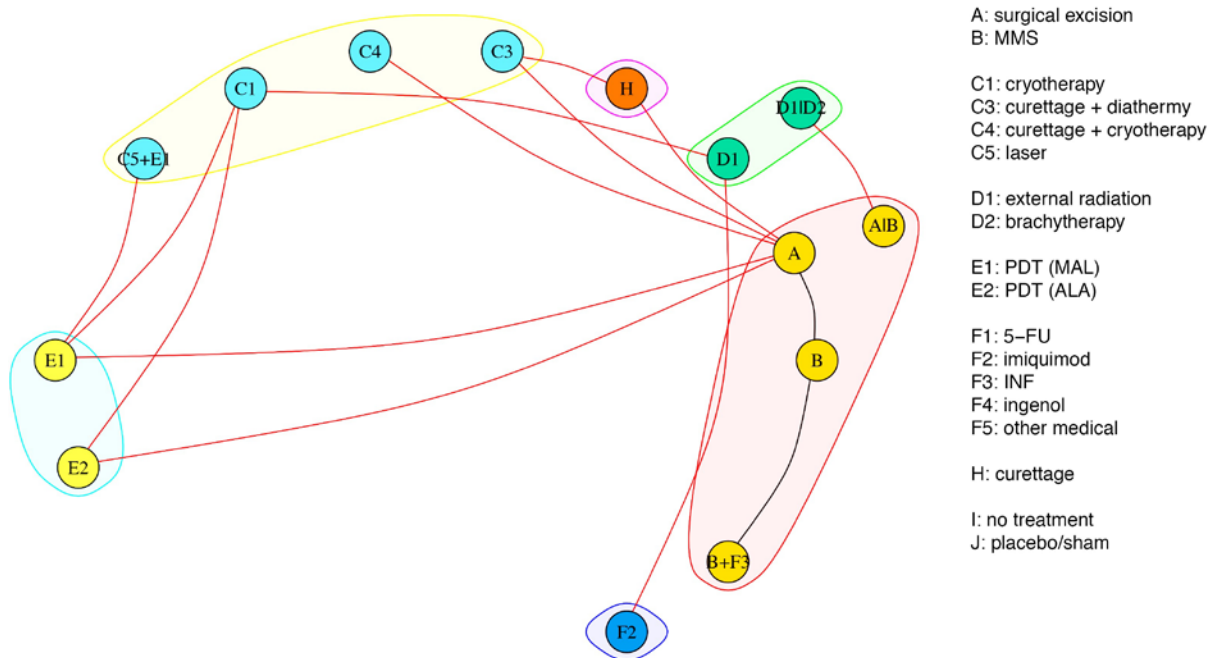 C4
C3
C1
H
D1|D2
C5+E1
D1
A|B
A
E1
B
E2
B+F3
F2
A: surgical excision
B: MMS
C1: cryotherapy
C3: curettage + diathermy
C4: curettage + cryotherapy
C5: laser
D1: external radiation
D2: brachytherapy
E1: PDT (MAL)
E2: PDT (ALA)
F1: 5−FU
F2: imiquimod
F3: INF
F4: ingenol
F5: other medical
H: curettage
I: no treatment
J: placebo/sham